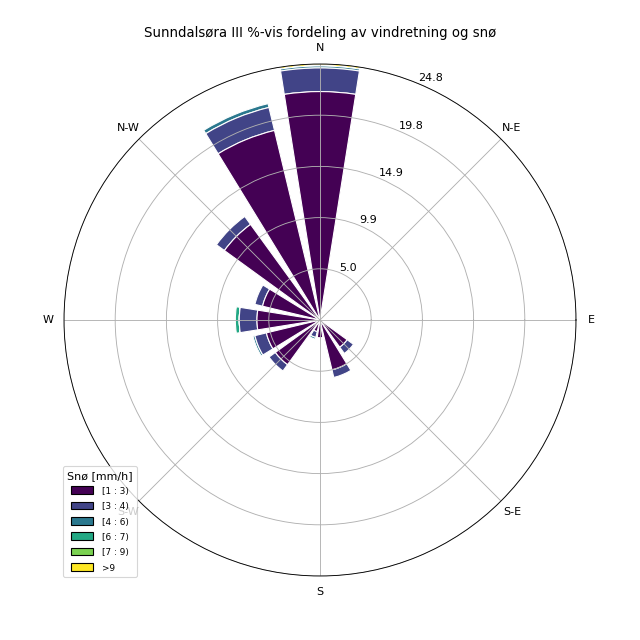 Sunndalsøra III %-vis fordeling av vindretning og snø
N
24.8
N-W
19.8
N-E
14.9
9.9
5.0
W
E
Snø [mm/h]
[1 : 3)
[3 : 4)
[4 : 6)
[6 : 7)
[7 : 9)
>9
S-W
S-E
S